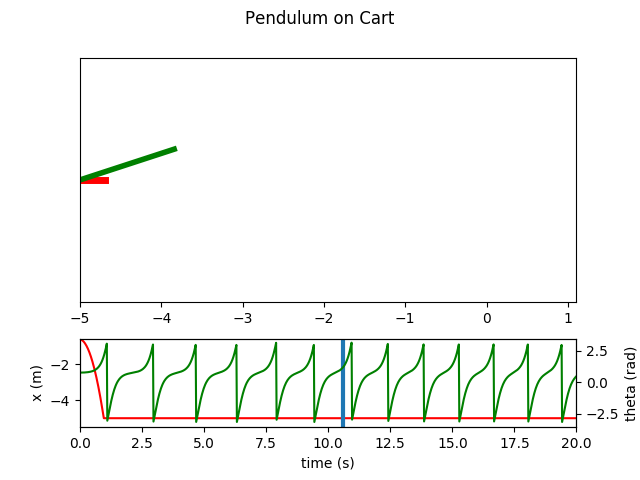 Pendulum on Cart
−5 −4 −3 −2 −1 0 1
−2
−4
x (m)
2.5
0.0
−2.5
theta (rad)
0.0 2.5 5.0 7.5 10.0 12.5 15.0 17.5 20.0
time (s)